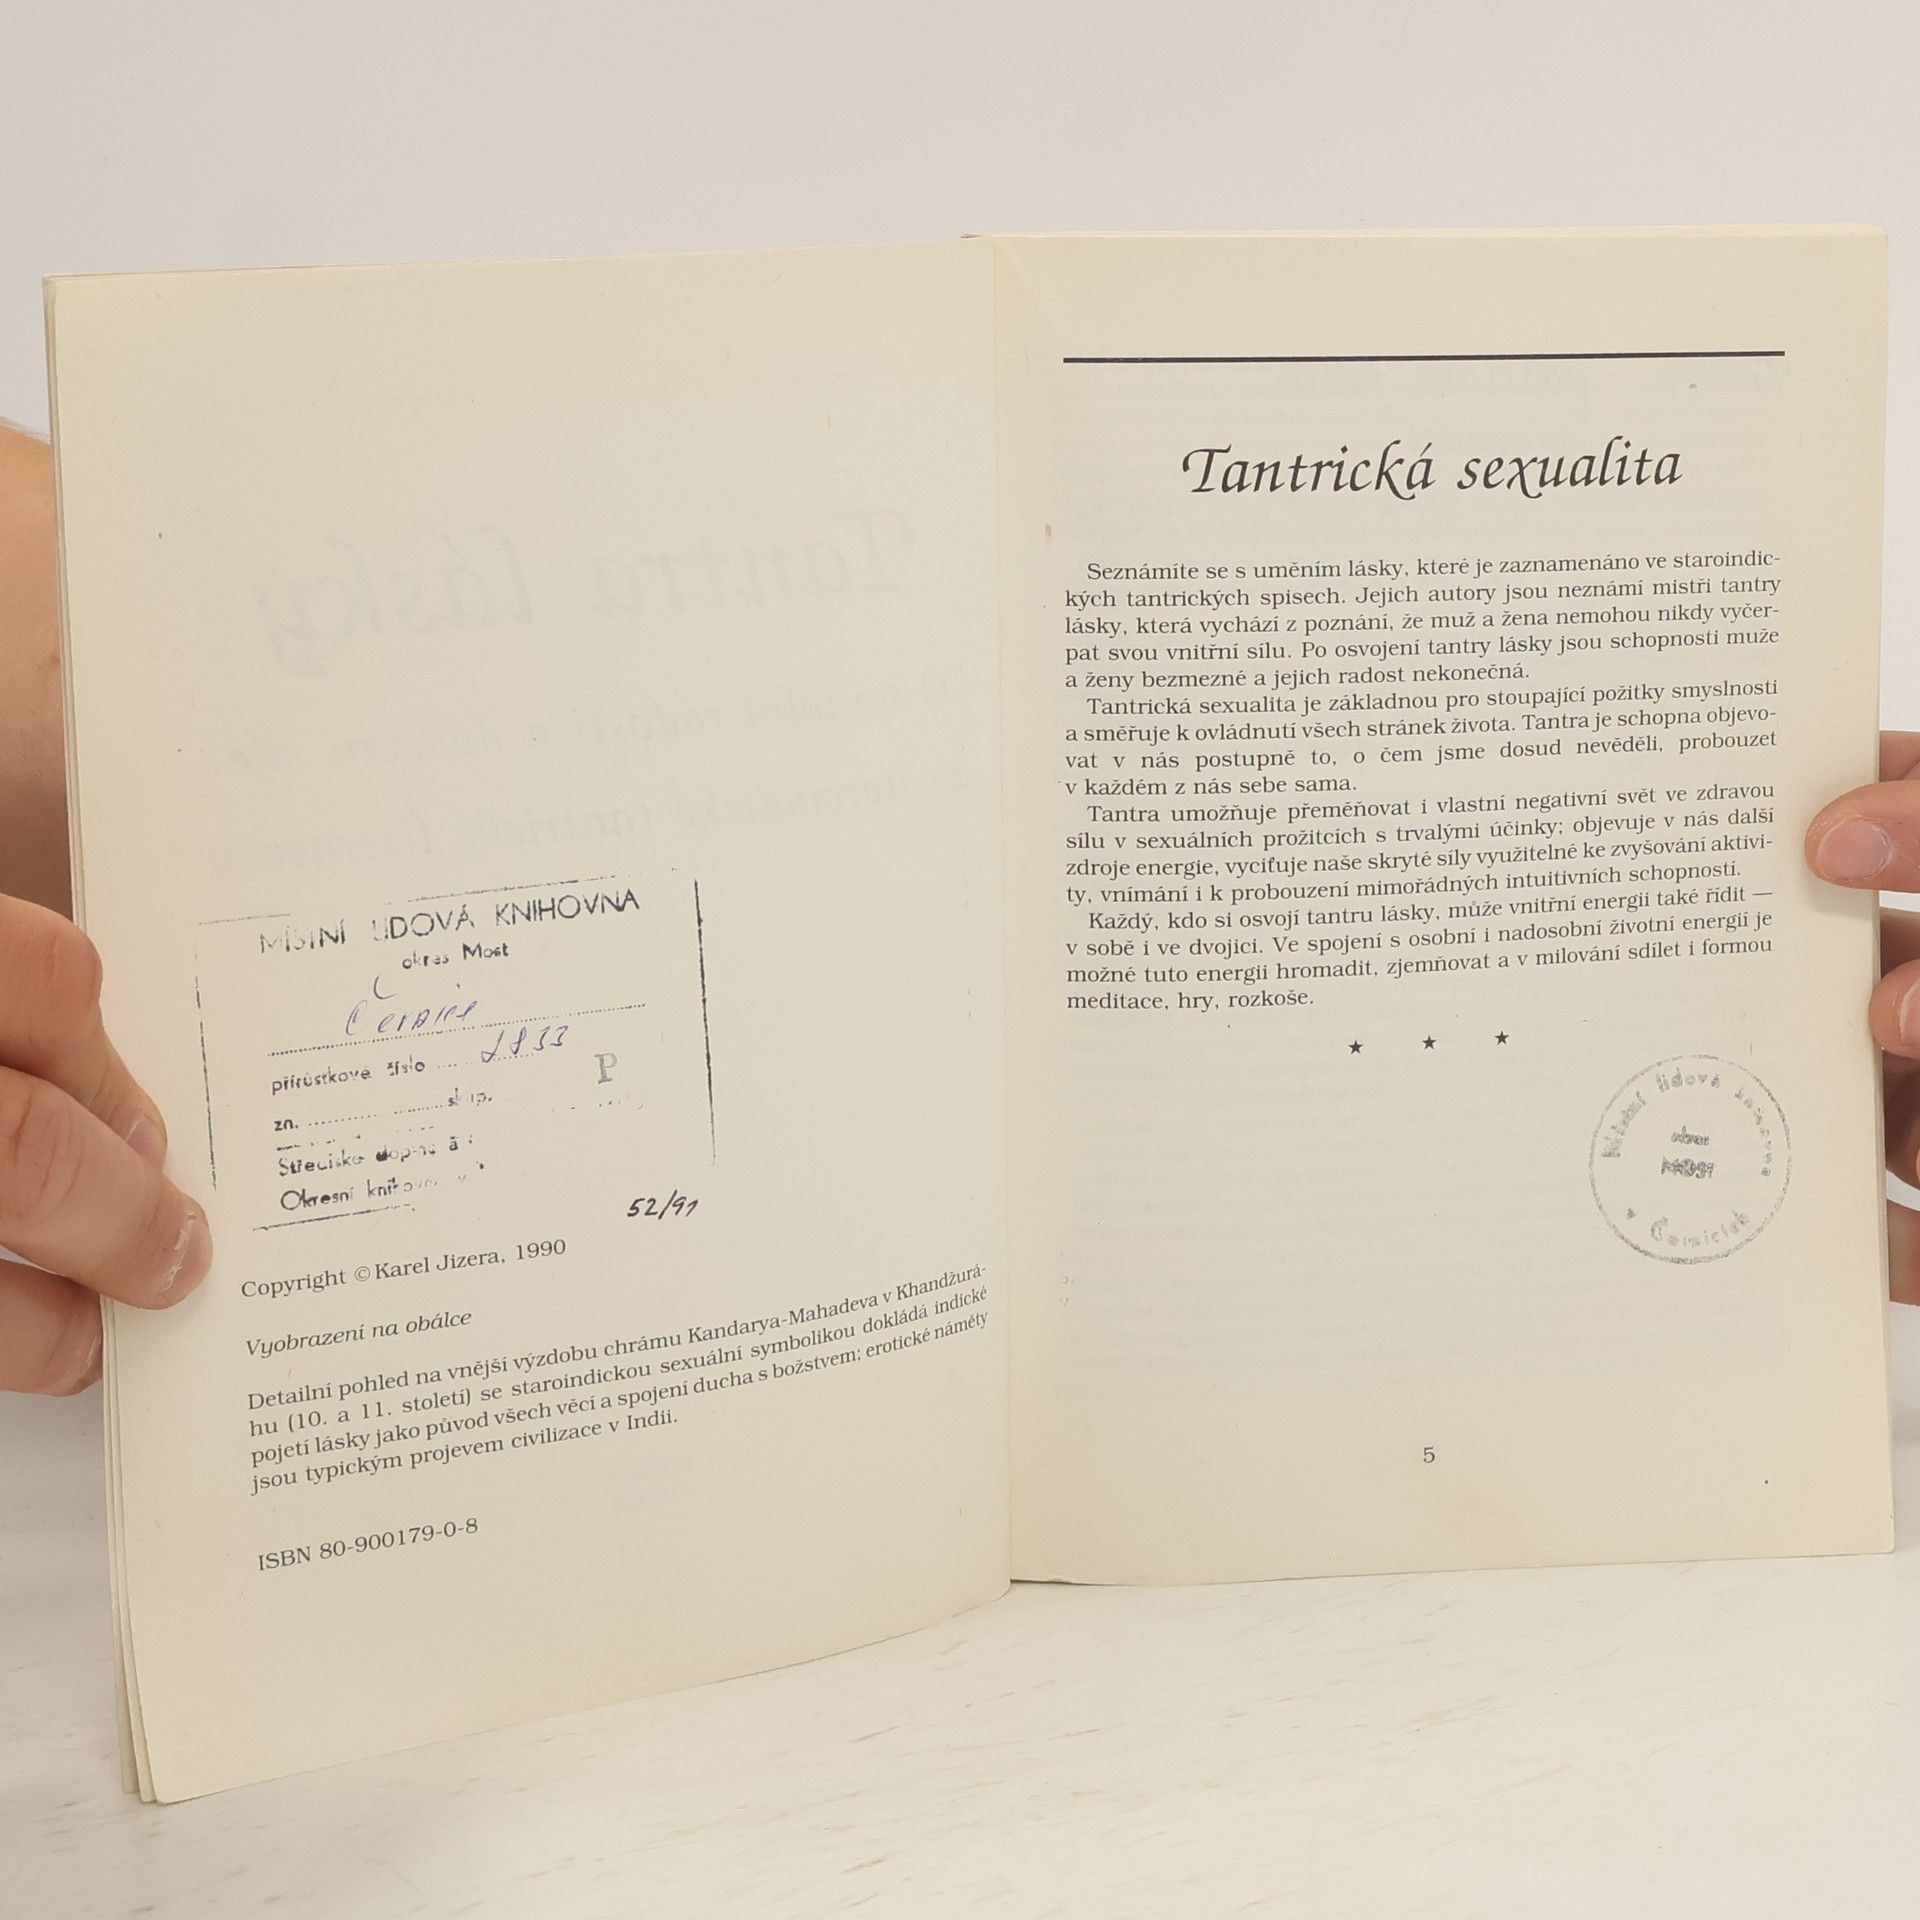 MÍSTNÍ LIDOVÁ KNIHOVNA
okres Most
přírůstkové číslo
P
zn. skup.
Okresní
52/91
Copyright © Karel Jizera, 1990
Vyobrazení na obálce
Detailní pohled na vnější výzdobu chrámu Kandarya-Mahadeva v Khandžurá-
hu (10. a 11. století) se staroindickou sexuální symbolikou dokládá indické
pojetí lásky jako původ všech věcí a spojení ducha s božstvem; erotické náměty
jsou typickým projevem civilizace v Indii.
ISBN 80-900179-0-8
Tantrická sexualita
Seznámíte se s uměním lásky, které je zaznamenáno ve staroindic-
kých tantrických spisech. Jejich autory jsou neznámí mistři tantry
lásky, která vychází z poznání, že muž a žena nemohou nikdy vyčer-
pat svou vnitřní sílu. Po osvojení tantry lásky jsou schopnosti muže
a ženy bezmezné a jejich radost nekonečná.
Tantrická sexualita je základnou pro stoupající požitky smyslnosti
a směřuje k ovládnutí všech stránek života. Tantra je schopna objevo-
vat v nás postupně to, o čem jsme dosud nevěděli, probouzet
v každém z nás sebe sama.
Tantra umožňuje přeměňovat i vlastní negativní svět ve zdravou
sílu v sexuálních prožitcích s trvalými účinky; objevuje v nás další
zdroje energie, vyciťuje naše skryté síly využitelné ke zvyšování aktivi-
ty, vnímání i k probouzení mimořádných intuitivních schopností.
Každý, kdo si osvojí tantru lásky, může vnitřní energii také řídit —
v sobě i ve dvojici. Ve spojení s osobní i nadosobní životní energií je
možné tuto energii hromadit, zjemňovat a v milování sdílet i formou
meditace, hry, rozkoše.
★ ★ ★
Místní lidová knihovna
okres
MOST
5